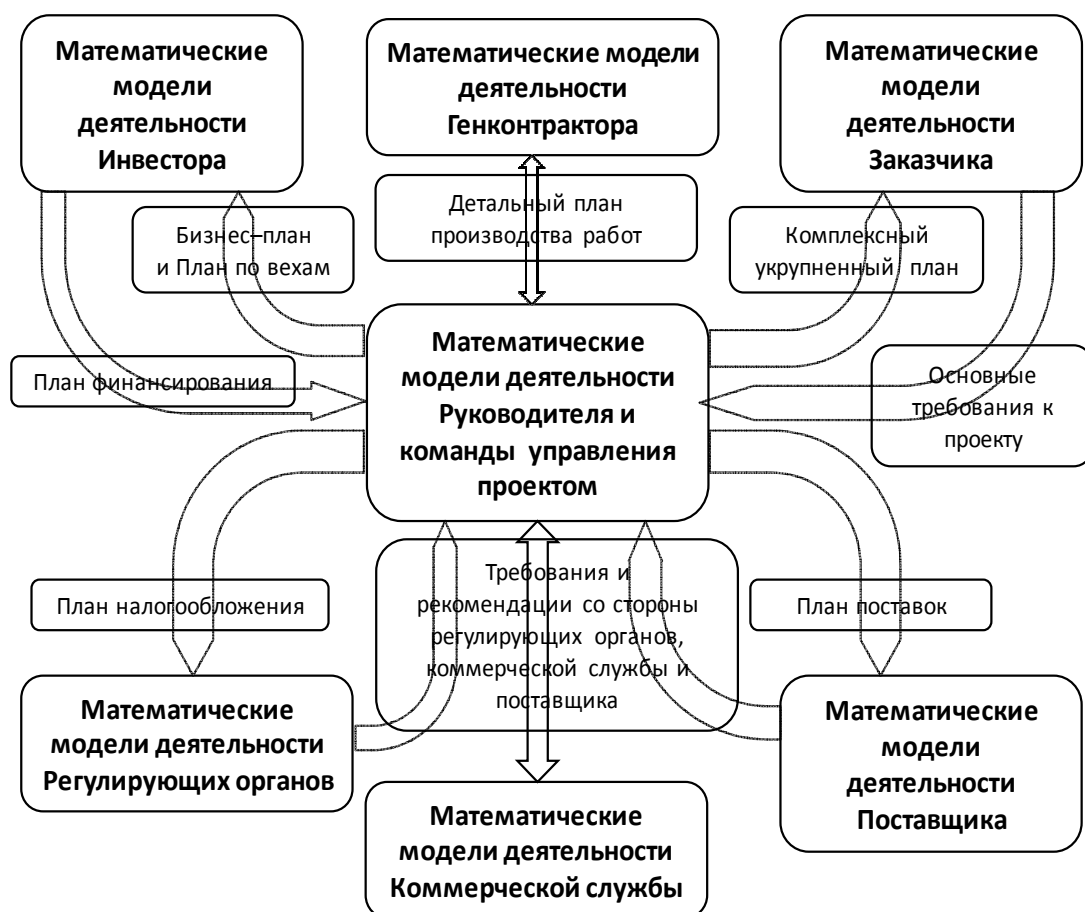 Математические
модели
деятельности
Инвестора
Математические модели
деятельности
Генконтрактора
Математические
модели
деятельности
Заказчика
Бизнес–план
и План по вехам
Детальный план
производства работ
Комплексный
укрупненный план
План финансирования
Математические
модели деятельности
Руководителя и
команды управления
проектом
Основные
требования к
проекту
План налогообложения
Требования и
рекомендации со стороны
регулирующих органов,
коммерческой службы и
поставщика
План поставок
Математические
модели деятельности
Регулирующих органов
Математические
модели деятельности
Коммерческой службы
Математические
модели
деятельности
Поставщика